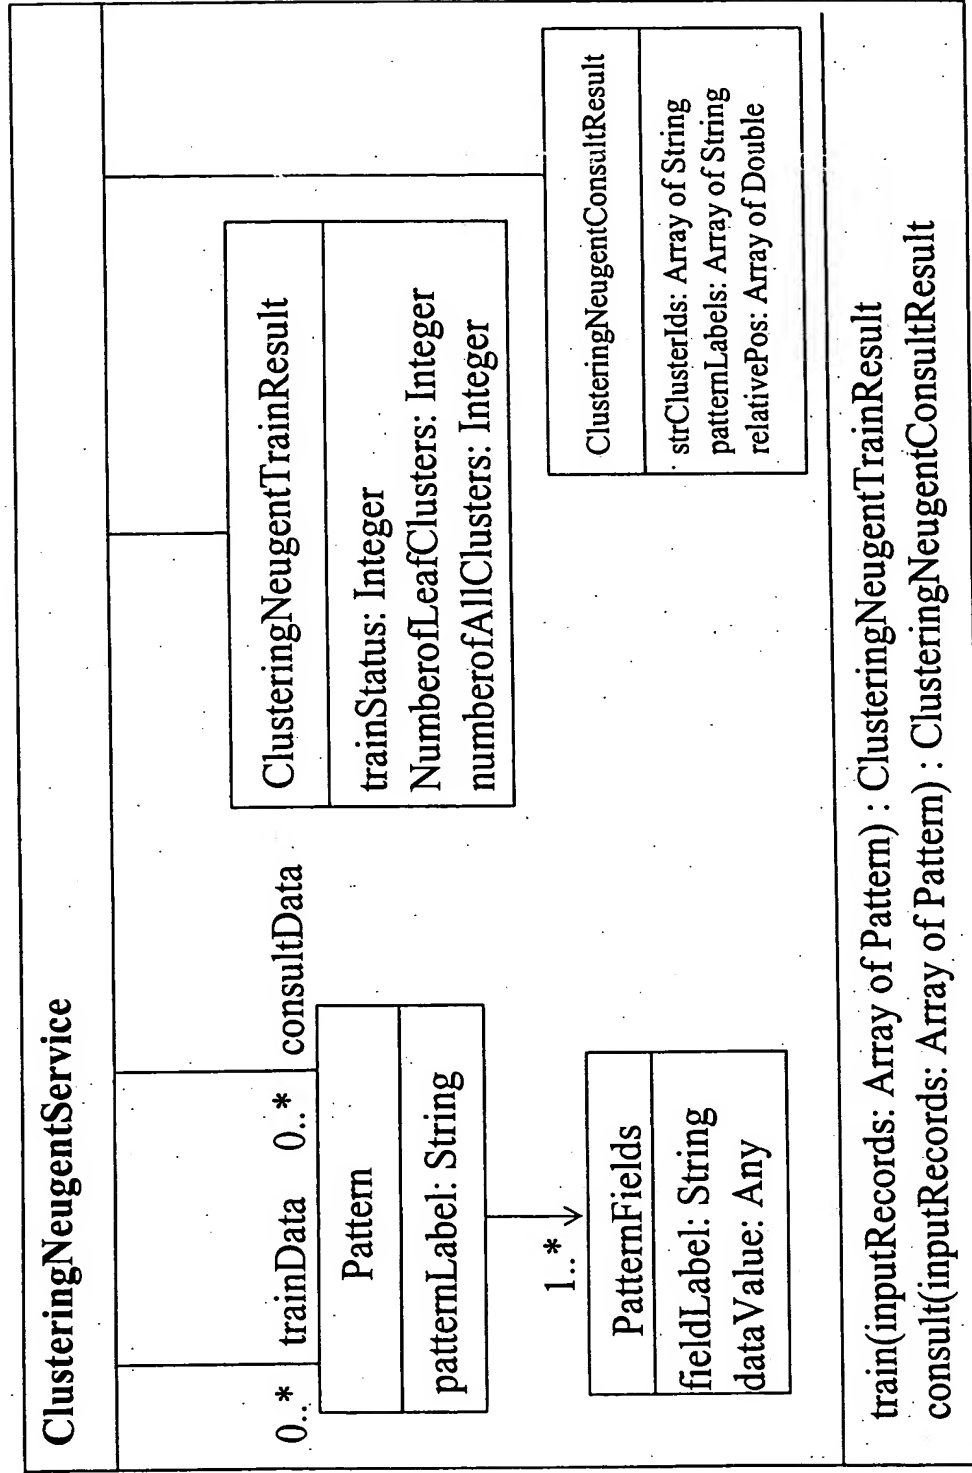 ClusteringNeugentService
0..*
trainData
0..*
consultData
Pattern
patternLabel: String
1..*
PatternFields
fieldLabel: String
dataValue: Any
ClusteringNeugentTrainResult
trainStatus: Integer
NumberofLeafClusters: Integer
numberofAllClusters: Integer
ClusteringNeugentConsultResult
strClusterIds: Array of String
patternLabels: Array of String
relativePos: Array of Double
train(inputRecords: Array of Pattern) : ClusteringNeugentTrainResult
consult(inputRecords: Array of Pattern) : ClusteringNeugentConsultResult